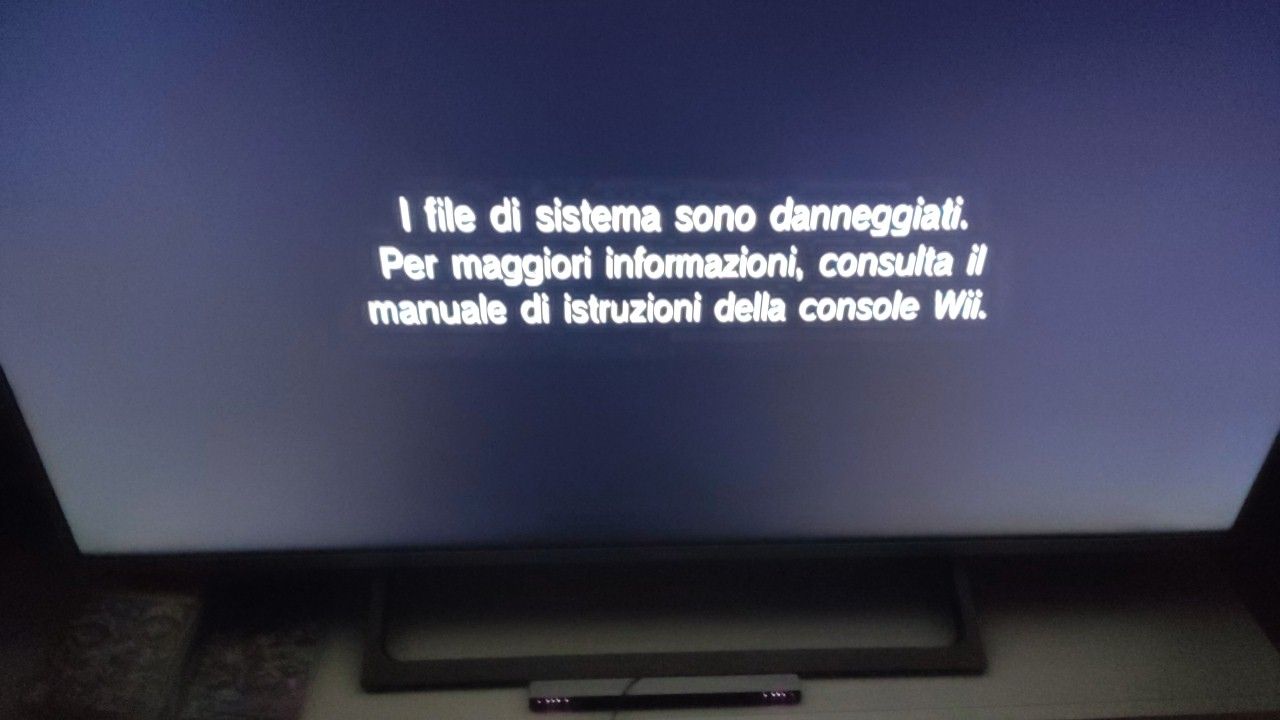 I file di sistema sono danneggiati.
Per maggiori informazioni, consulta il
manuale di istruzioni della console Wii.